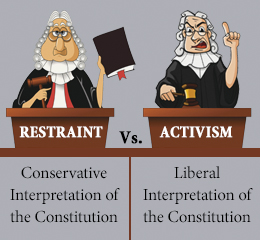 RESTRAINT Vs. ACTIVISM
Conservative
Interpretation of
the Constitution
Liberal
Interpretation of
the Constitution